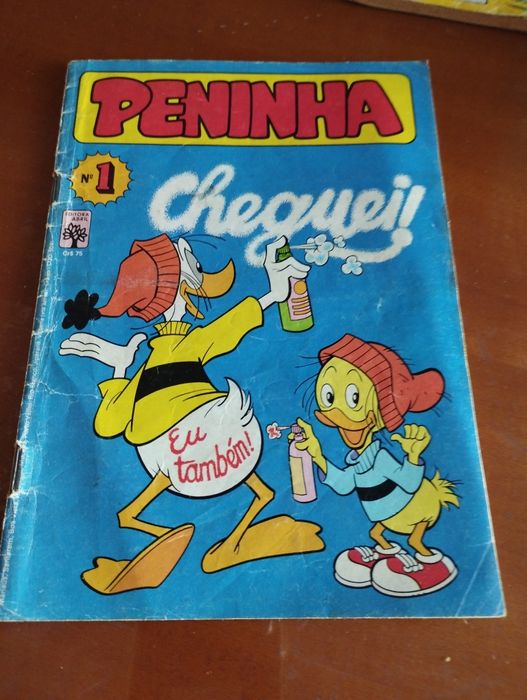 PENINHA
Nº 1
Cheguei!
EDITORA
ABRIL
Cr$ 75
Eu
também!